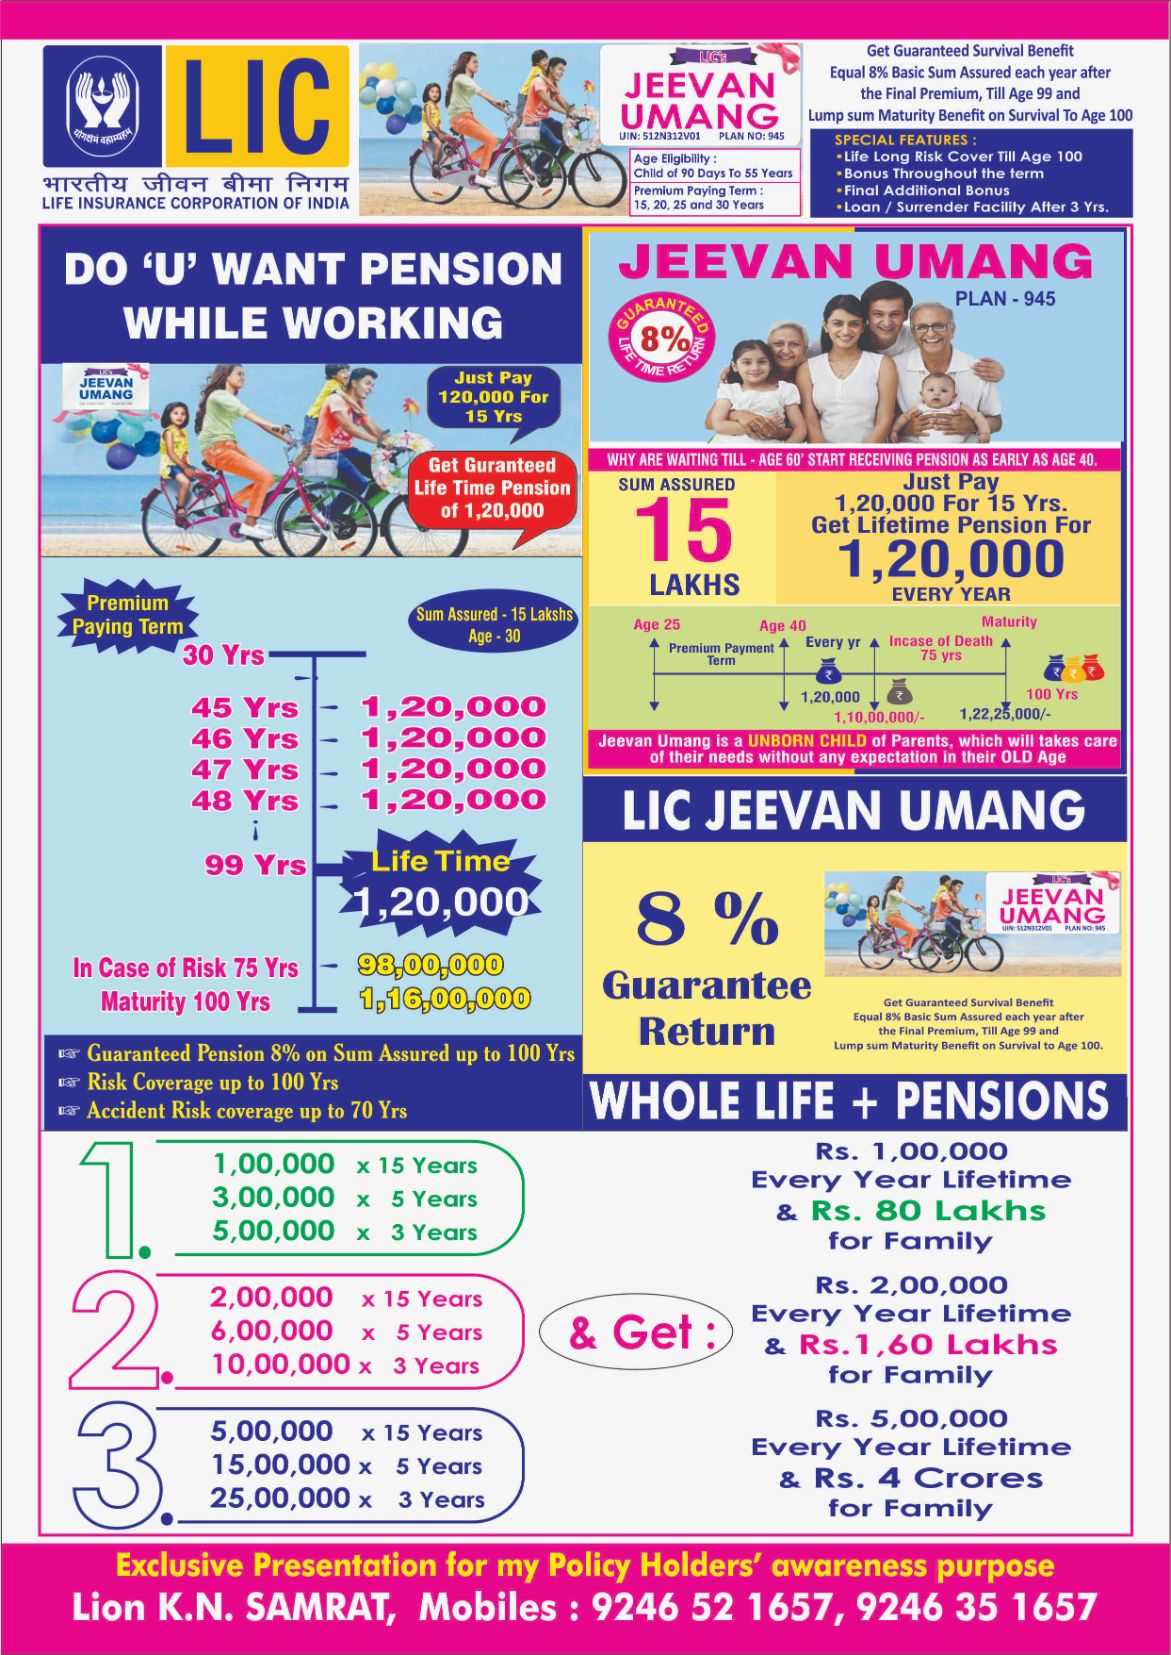 LIC
योगक्षेमं वहाम्यहम्
भारतीय जीवन बीमा निगम
LIFE INSURANCE CORPORATION OF INDIA
LIC's
JEEVAN
UMANG
UIN: 512N312V01 PLAN NO: 945
Age Eligibility :
Child of 90 Days To 55 Years
Premium Paying Term :
15, 20, 25 and 30 Years
Get Guaranteed Survival Benefit
Equal 8% Basic Sum Assured each year after
the Final Premium, Till Age 99 and
Lump sum Maturity Benefit on Survival To Age 100
SPECIAL FEATURES :
•Life Long Risk Cover Till Age 100
•Bonus Throughout the term
•Final Additional Bonus
•Loan / Surrender Facility After 3 Yrs.
DO ‘U’ WANT PENSION
WHILE WORKING
LIC's
JEEVAN
UMANG
Just Pay
120,000 For
15 Yrs
Get Guranteed
Life Time Pension
of 1,20,000
Premium
Paying Term
Sum Assured - 15 Lakshs
Age - 30
30 Yrs
45 Yrs - 1,20,000
46 Yrs - 1,20,000
47 Yrs - 1,20,000
48 Yrs - 1,20,000
99 Yrs
Life Time
1,20,000
In Case of Risk 75 Yrs - 98,00,000
Maturity 100 Yrs 1,16,00,000
☞ Guaranteed Pension 8% on Sum Assured up to 100 Yrs
☞ Risk Coverage up to 100 Yrs
☞ Accident Risk coverage up to 70 Yrs
JEEVAN UMANG
PLAN - 945
GUARANTEED
8%
LIFE TIME RETURN
WHY ARE WAITING TILL - AGE 60' START RECEIVING PENSION AS EARLY AS AGE 40.
SUM ASSURED
15
LAKHS
Just Pay
1,20,000 For 15 Yrs.
Get Lifetime Pension For
1,20,000
EVERY YEAR
Age 25
Premium Payment
Term
Age 40
Every yr
1,20,000
Incase of Death
75 yrs
1,10,00,000/-
Maturity
100 Yrs
1,22,25,000/-
Jeevan Umang is a UNBORN CHILD of Parents, which will takes care
of their needs without any expectation in their OLD Age
LIC JEEVAN UMANG
8 %
Guarantee
Return
LIC's
JEEVAN
UMANG
UIN: 512N312V01 PLAN NO: 945
Get Guaranteed Survival Benefit
Equal 8% Basic Sum Assured each year after
the Final Premium, Till Age 99 and
Lump sum Maturity Benefit on Survival to Age 100.
WHOLE LIFE + PENSIONS
1.
1,00,000 x 15 Years
3,00,000 x 5 Years
5,00,000 x 3 Years
2.
2,00,000 x 15 Years
6,00,000 x 5 Years
10,00,000 x 3 Years
3.
5,00,000 x 15 Years
15,00,000 x 5 Years
25,00,000 x 3 Years
& Get :
Rs. 1,00,000
Every Year Lifetime
& Rs. 80 Lakhs
for Family
Rs. 2,00,000
Every Year Lifetime
& Rs.1,60 Lakhs
for Family
Rs. 5,00,000
Every Year Lifetime
& Rs. 4 Crores
for Family
Exclusive Presentation for my Policy Holders’ awareness purpose
Lion K.N. SAMRAT, Mobiles : 9246 52 1657, 9246 35 1657